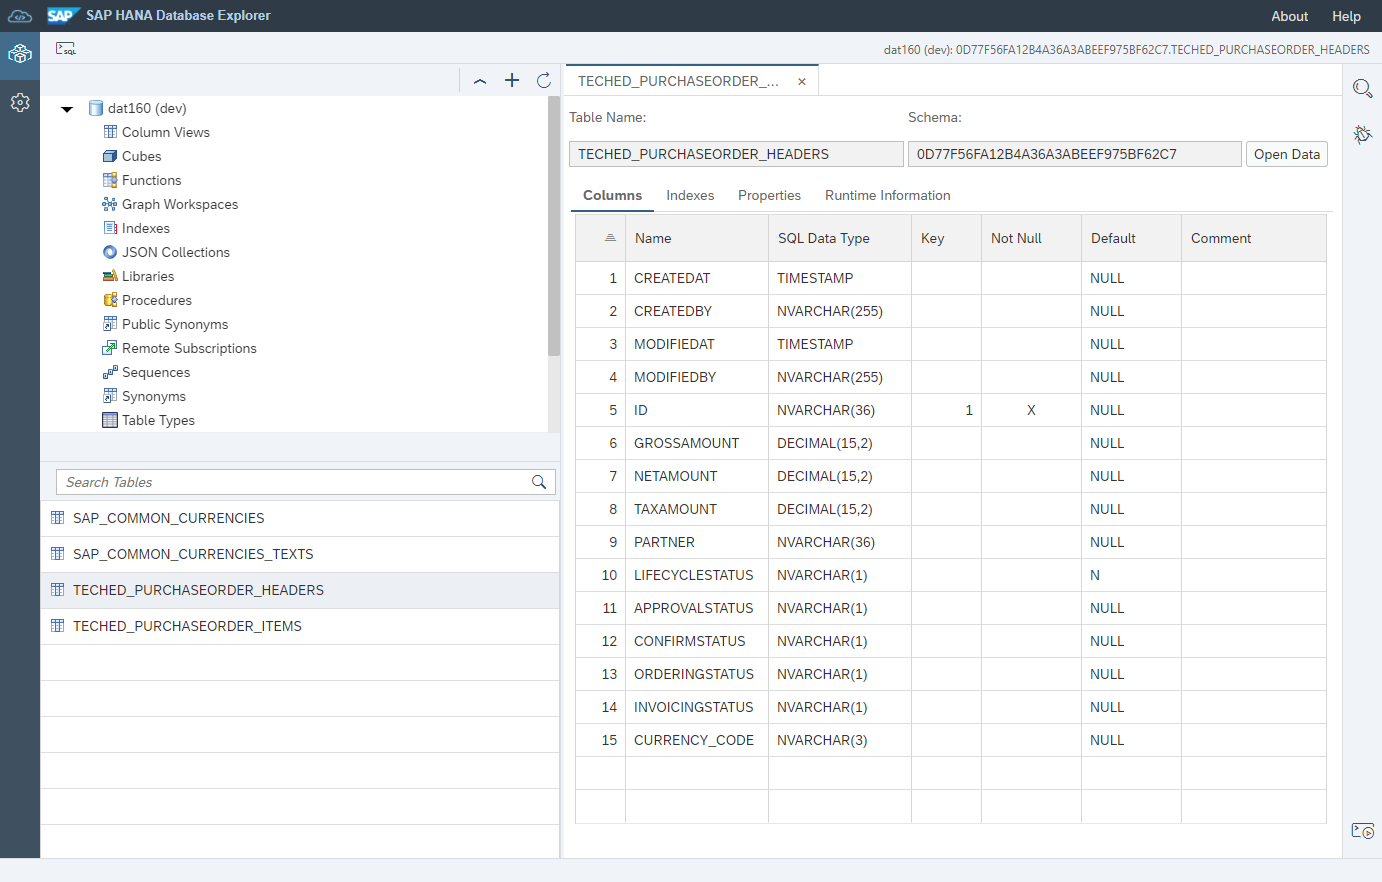 SAP SAP HANA Database Explorer
About Help
SQL
dat160 (dev): 0D77F56FA12B4A36A3ABEEF975BF62C7.TECHED_PURCHASEORDER_HEADERS
dat160 (dev)
Column Views
Cubes
Functions
Graph Workspaces
Indexes
JSON Collections
Libraries
Procedures
Public Synonyms
Remote Subscriptions
Sequences
Synonyms
Table Types
Search Tables
SAP_COMMON_CURRENCIES
SAP_COMMON_CURRENCIES_TEXTS
TECHED_PURCHASEORDER_HEADERS
TECHED_PURCHASEORDER_ITEMS
TECHED_PURCHASEORDER_...
Table Name: Schema:
TECHED_PURCHASEORDER_HEADERS 0D77F56FA12B4A36A3ABEEF975BF62C7 Open Data
Columns Indexes Properties Runtime Information
Name SQL Data Type Key Not Null Default Comment
1 CREATEDAT TIMESTAMP NULL
2 CREATEDBY NVARCHAR(255) NULL
3 MODIFIEDAT TIMESTAMP NULL
4 MODIFIEDBY NVARCHAR(255) NULL
5 ID NVARCHAR(36) 1 X NULL
6 GROSSAMOUNT DECIMAL(15,2) NULL
7 NETAMOUNT DECIMAL(15,2) NULL
8 TAXAMOUNT DECIMAL(15,2) NULL
9 PARTNER NVARCHAR(36) NULL
10 LIFECYCLESTATUS NVARCHAR(1) N
11 APPROVALSTATUS NVARCHAR(1) NULL
12 CONFIRMSTATUS NVARCHAR(1) NULL
13 ORDERINGSTATUS NVARCHAR(1) NULL
14 INVOICINGSTATUS NVARCHAR(1) NULL
15 CURRENCY_CODE NVARCHAR(3) NULL